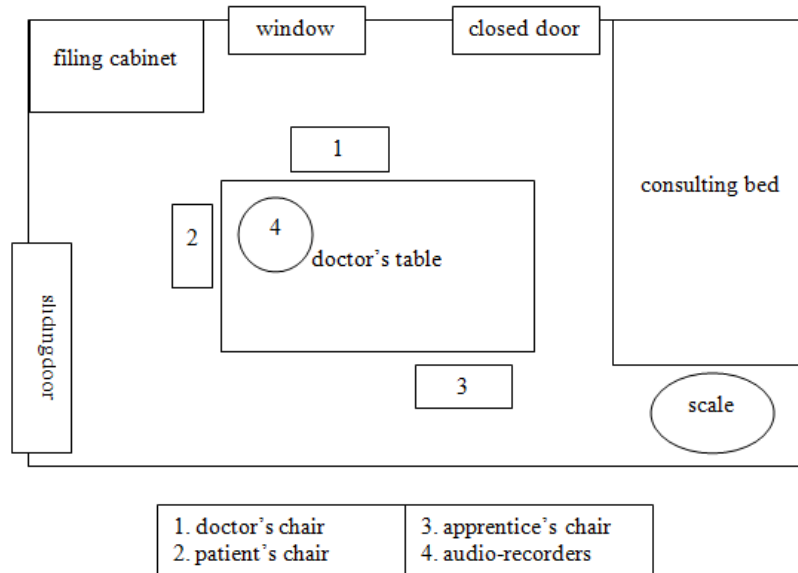 window
closed door
filing cabinet
1
consulting bed
2
4
doctor's table
slidingdoor
3
scale
1. doctor's chair
2. patient's chair
3. apprentice's chair
4. audio-recorders